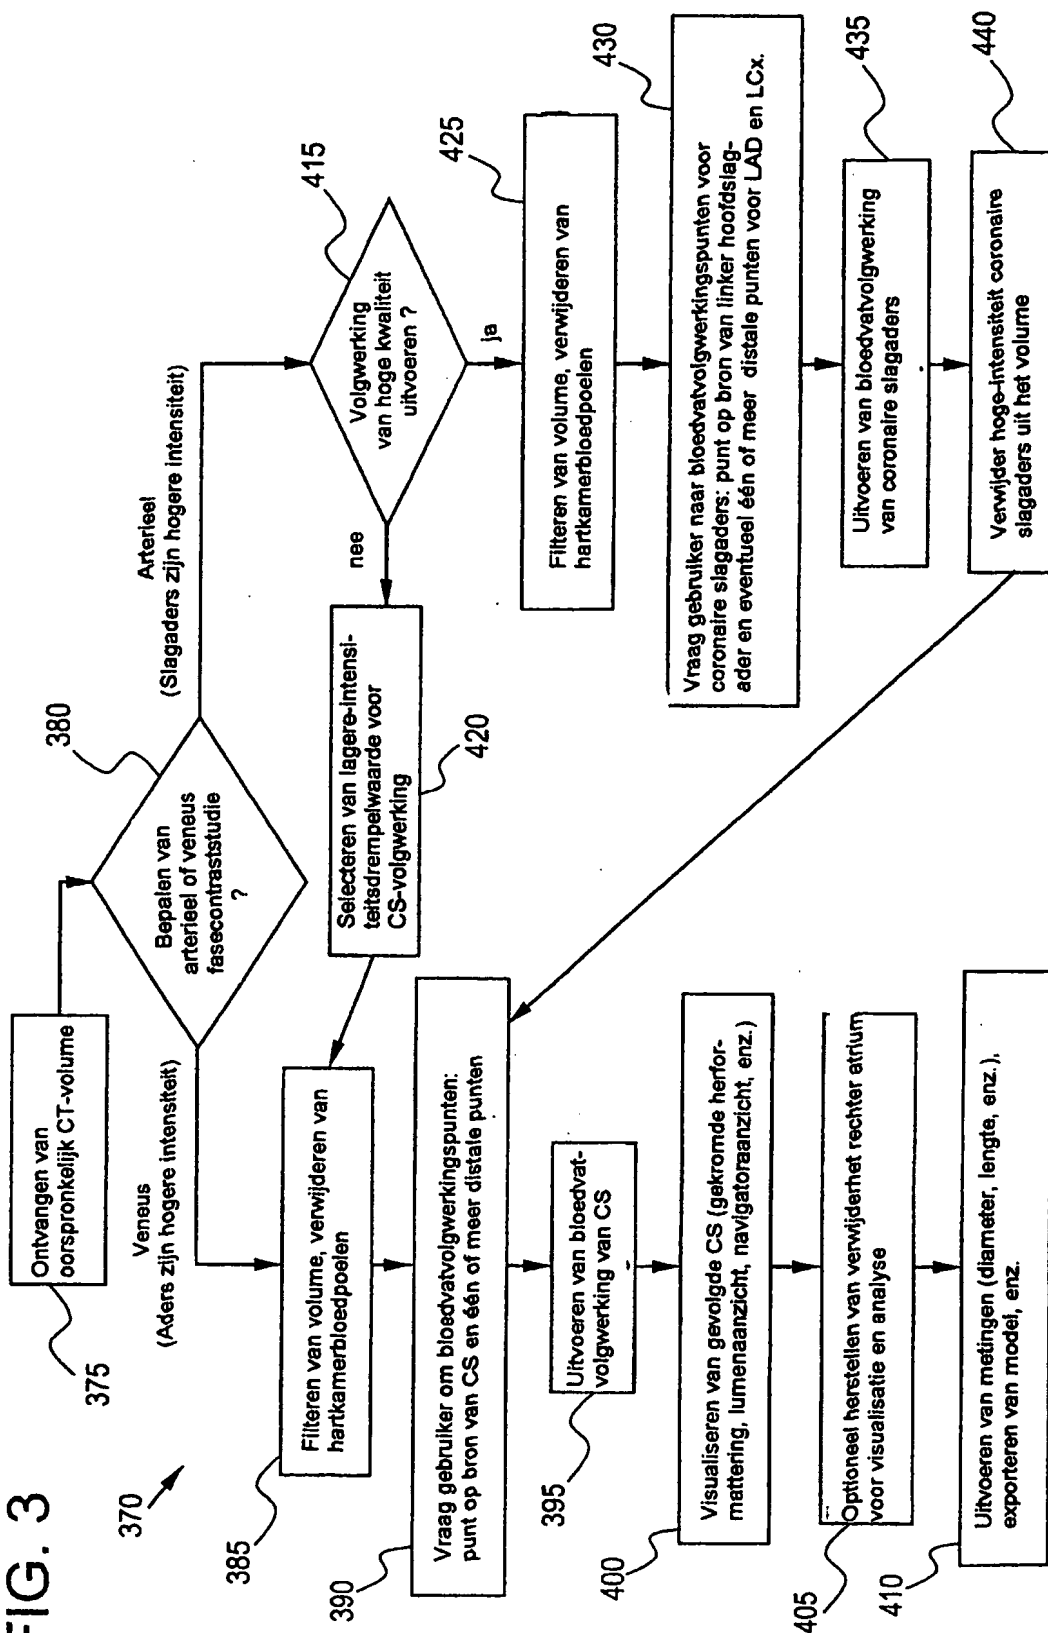 FIG. 3
370
375
Ontvangen van
oorspronkelijk CT-volume
380
Bepalen van
arterieel of veneus
fasecontraststudie
?
Veneus
(Aders zijn hogere intensiteit)
Arterieel
(Slagaders zijn hogere intensiteit)
385
Filteren van volume, verwijderen van
hartkamerbloedpoelen
390
Vraag gebruiker om bloedvatvolgwerkingspunten:
punt op bron van CS en één of meer distale punten
395
Uitvoeren van bloedvat-
volgwerking van CS
400
Visualiseren van gevolgde CS (gekromde herfor-
mattering, lumenaanzicht, navigatoraanzicht, enz.)
405
Optioneel herstellen van verwijderhet rechter atrium
voor visualisatie en analyse
410
Uitvoeren van metingen (diameter, lengte, enz.),
exporteren van model, enz.
415
Volgwerking
van hoge kwaliteit
uitvoeren ?
nee
ja
420
Selecteren van lagere-intensi-
teitsdrempelwaarde voor
CS-volgwerking
425
Filteren van volume, verwijderen van
hartkamerbloedpoelen
430
Vraag gebruiker naar bloedvatvolgwerkingspunten voor
coronaire slagaders: punt op bron van linker hoofdslag-
ader en eventueel één of meer distale punten voor LAD en LCx.
435
Uitvoeren van bloedvatvolgwerking
van coronaire slagaders
440
Verwijder hoge-intensiteit coronaire
slagaders uit het volume